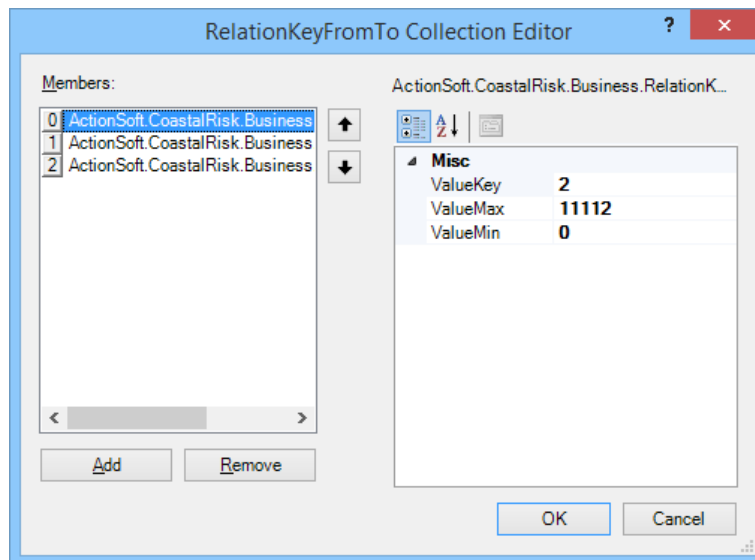 RelationKeyFromTo Collection Editor
?
Members:
0 ActionSoft.CoastalRisk.Business
1 ActionSoft.CoastalRisk.Business
2 ActionSoft.CoastalRisk.Business
Add
Remove
ActionSoft.CoastalRisk.Business.RelationK...
A
Z
Misc
ValueKey 2
ValueMax 11112
ValueMin 0
OK
Cancel